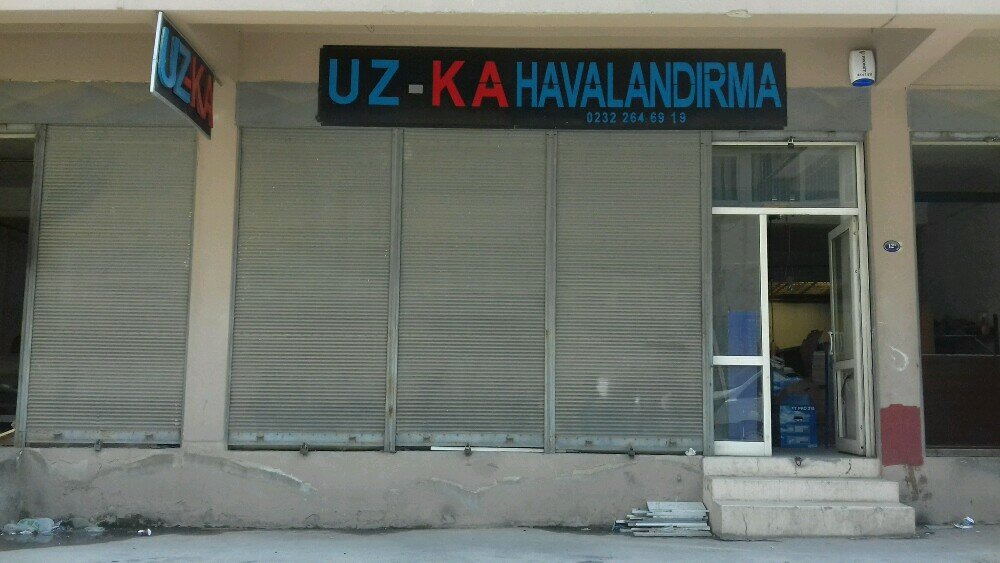 UZ-KA
UZ-KA HAVALANDIRMA
0232 264 69 19